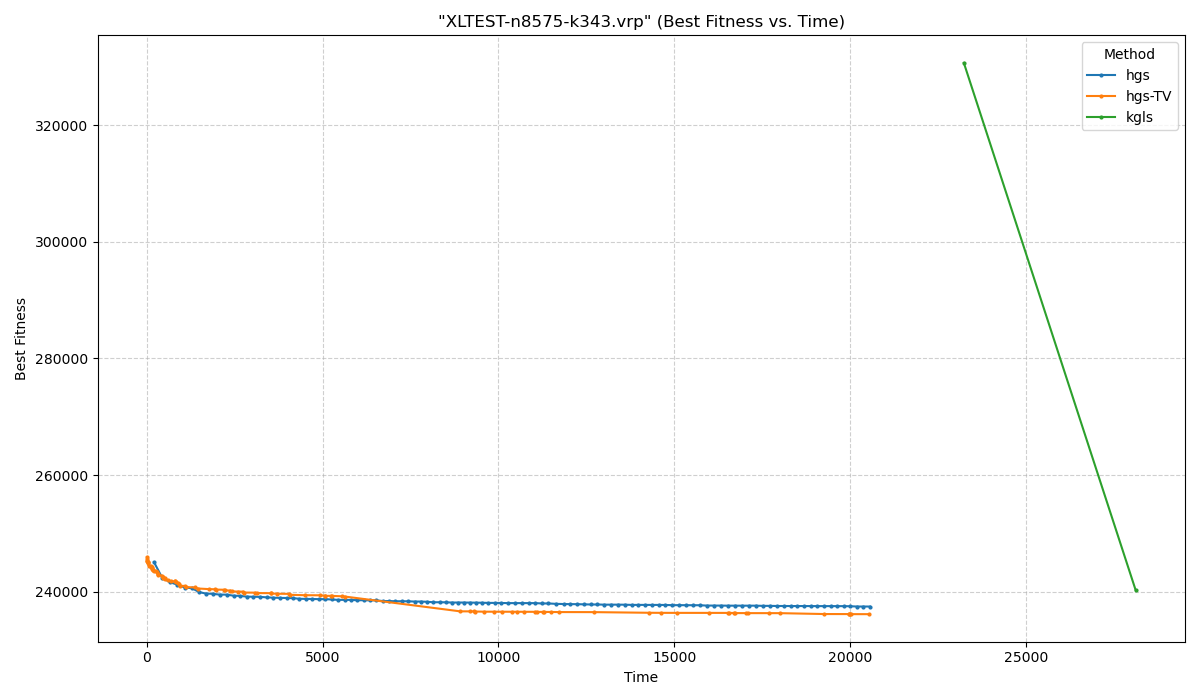 "XLTEST-n8575-k343.vrp" (Best Fitness vs. Time)
Method
hgs
hgs-TV
kgls
Best Fitness
320000
300000
280000
260000
240000
0 5000 10000 15000 20000 25000
Time